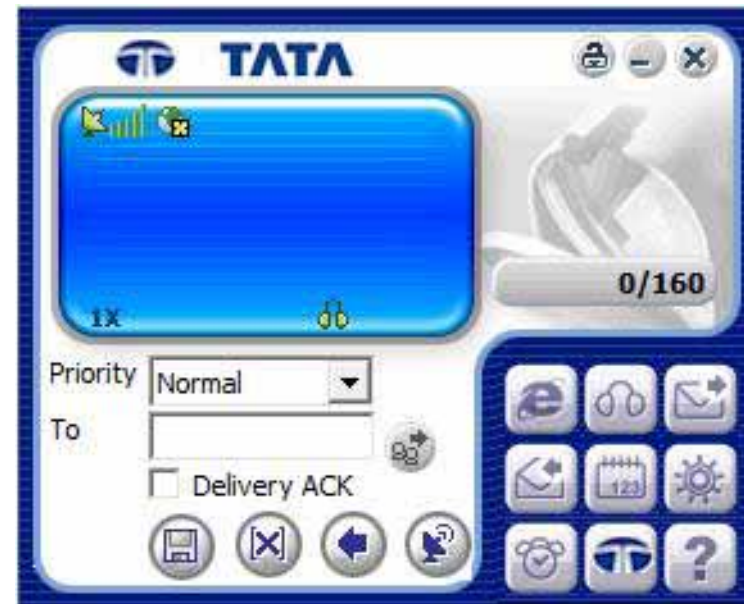 TATA
0/160
1X
Priority Normal
To
Delivery ACK
123
?